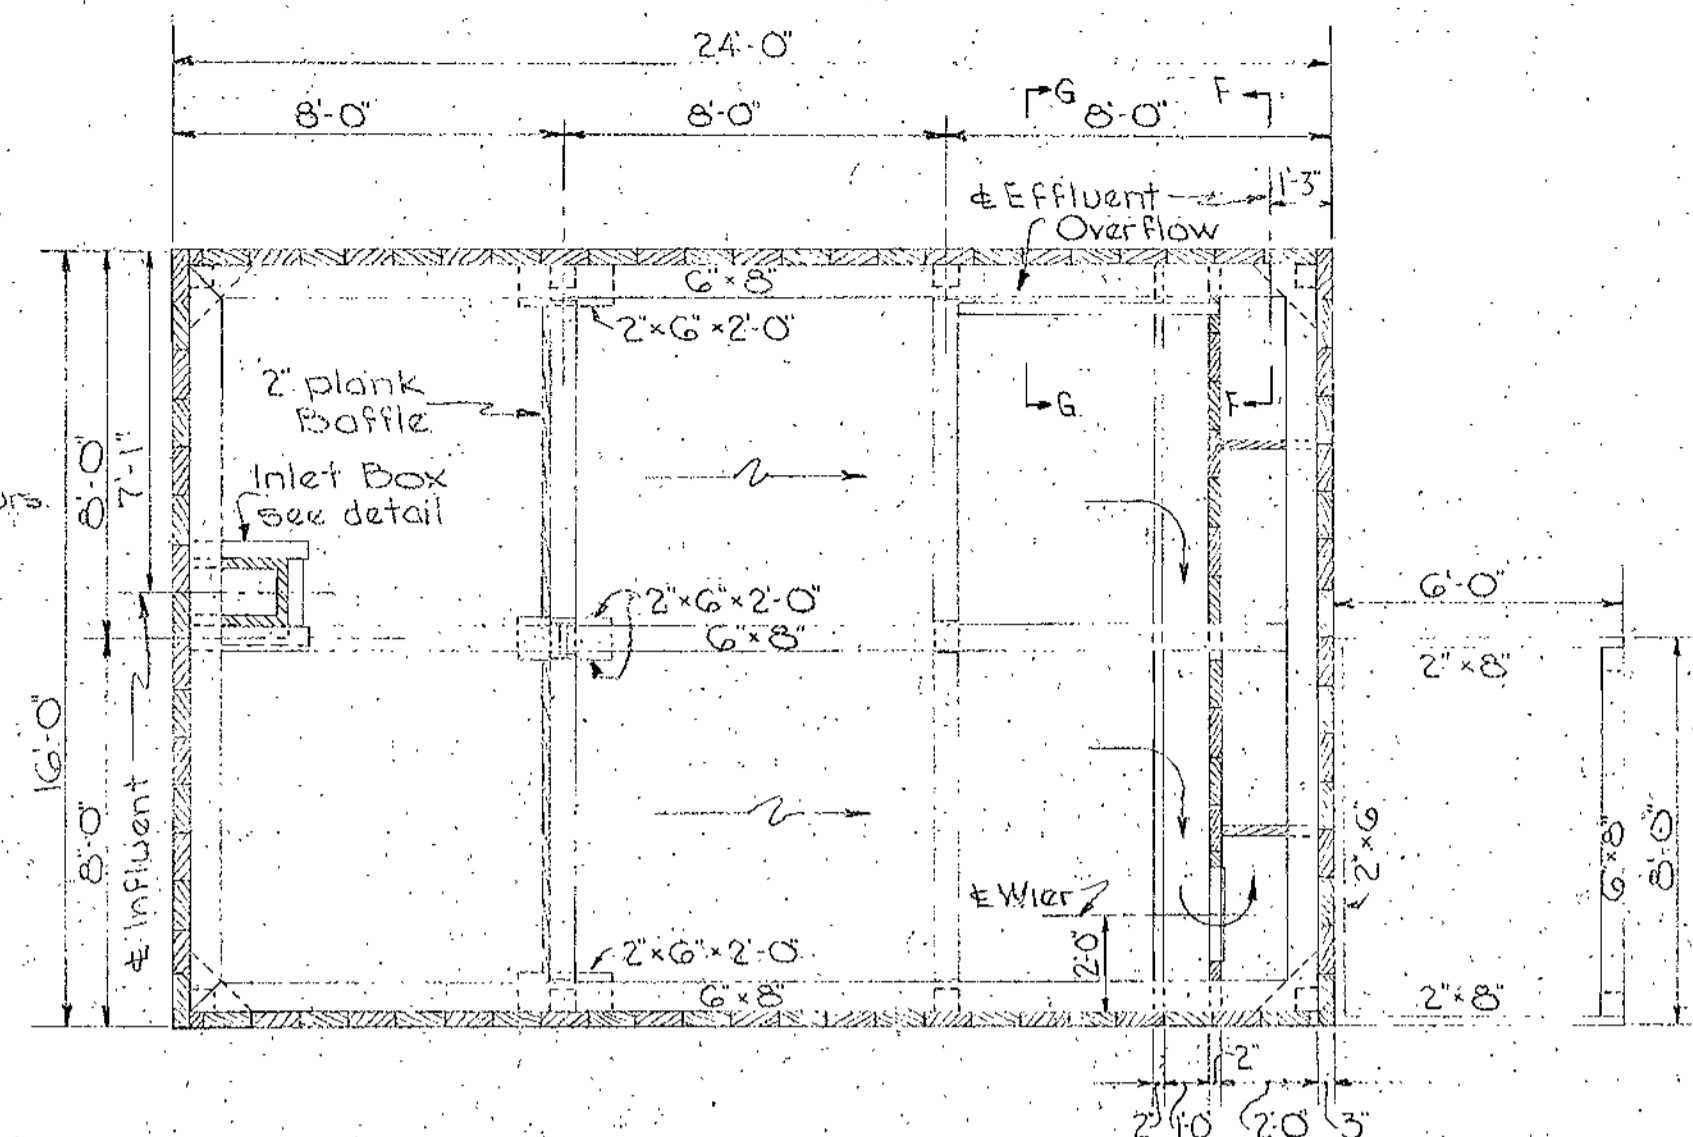 24'-0"
8'-0"
8'-0"
8'-0"
G
F
1'-3"
℄ Effluent
Overflow
6"×8"
2"×6"×2'-0"
2" plank
Baffle
G
F
Inlet Box
see detail
8'-0"
7'-1"
2"×6"×2'-0"
6"×8"
6'-0"
2"×8"
16'-0"
8'-0"
℄ Influent
2"×6"
6"×8"
8'-0"
℄ Wier
2'-0"
2"×6"×2'-0"
6"×8"
2"×8"
2"
2"
1'-0"
2'-0"
3"